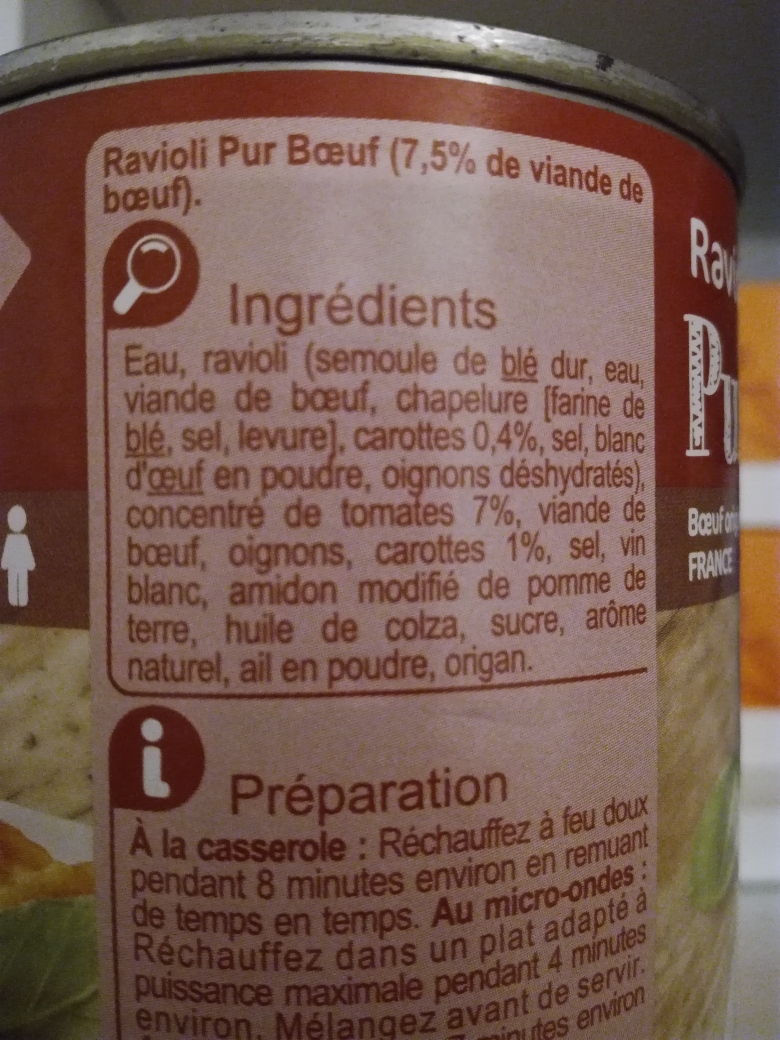 Ravioli Pur Bœuf (7,5% de viande de
bœuf).
Ingrédients
Eau, ravioli (semoule de blé dur, eau,
viande de bœuf, chapelure [farine de
blé, sel, levure], carottes 0,4%, sel, blanc
d'œuf en poudre, oignons déshydratés),
concentré de tomates 7%, viande de
bœuf, oignons, carottes 1%, sel, vin
blanc, amidon modifié de pomme de
terre, huile de colza, sucre, arôme
naturel, ail en poudre, origan.
Préparation
À la casserole : Réchauffez à feu doux
pendant 8 minutes environ en remuant
de temps en temps. Au micro-ondes :
Réchauffez dans un plat adapté à
puissance maximale pendant 4 minutes
environ. Mélangez avant de servir.
minutes environ
Rav
Pu
Bœuf
FRANCE